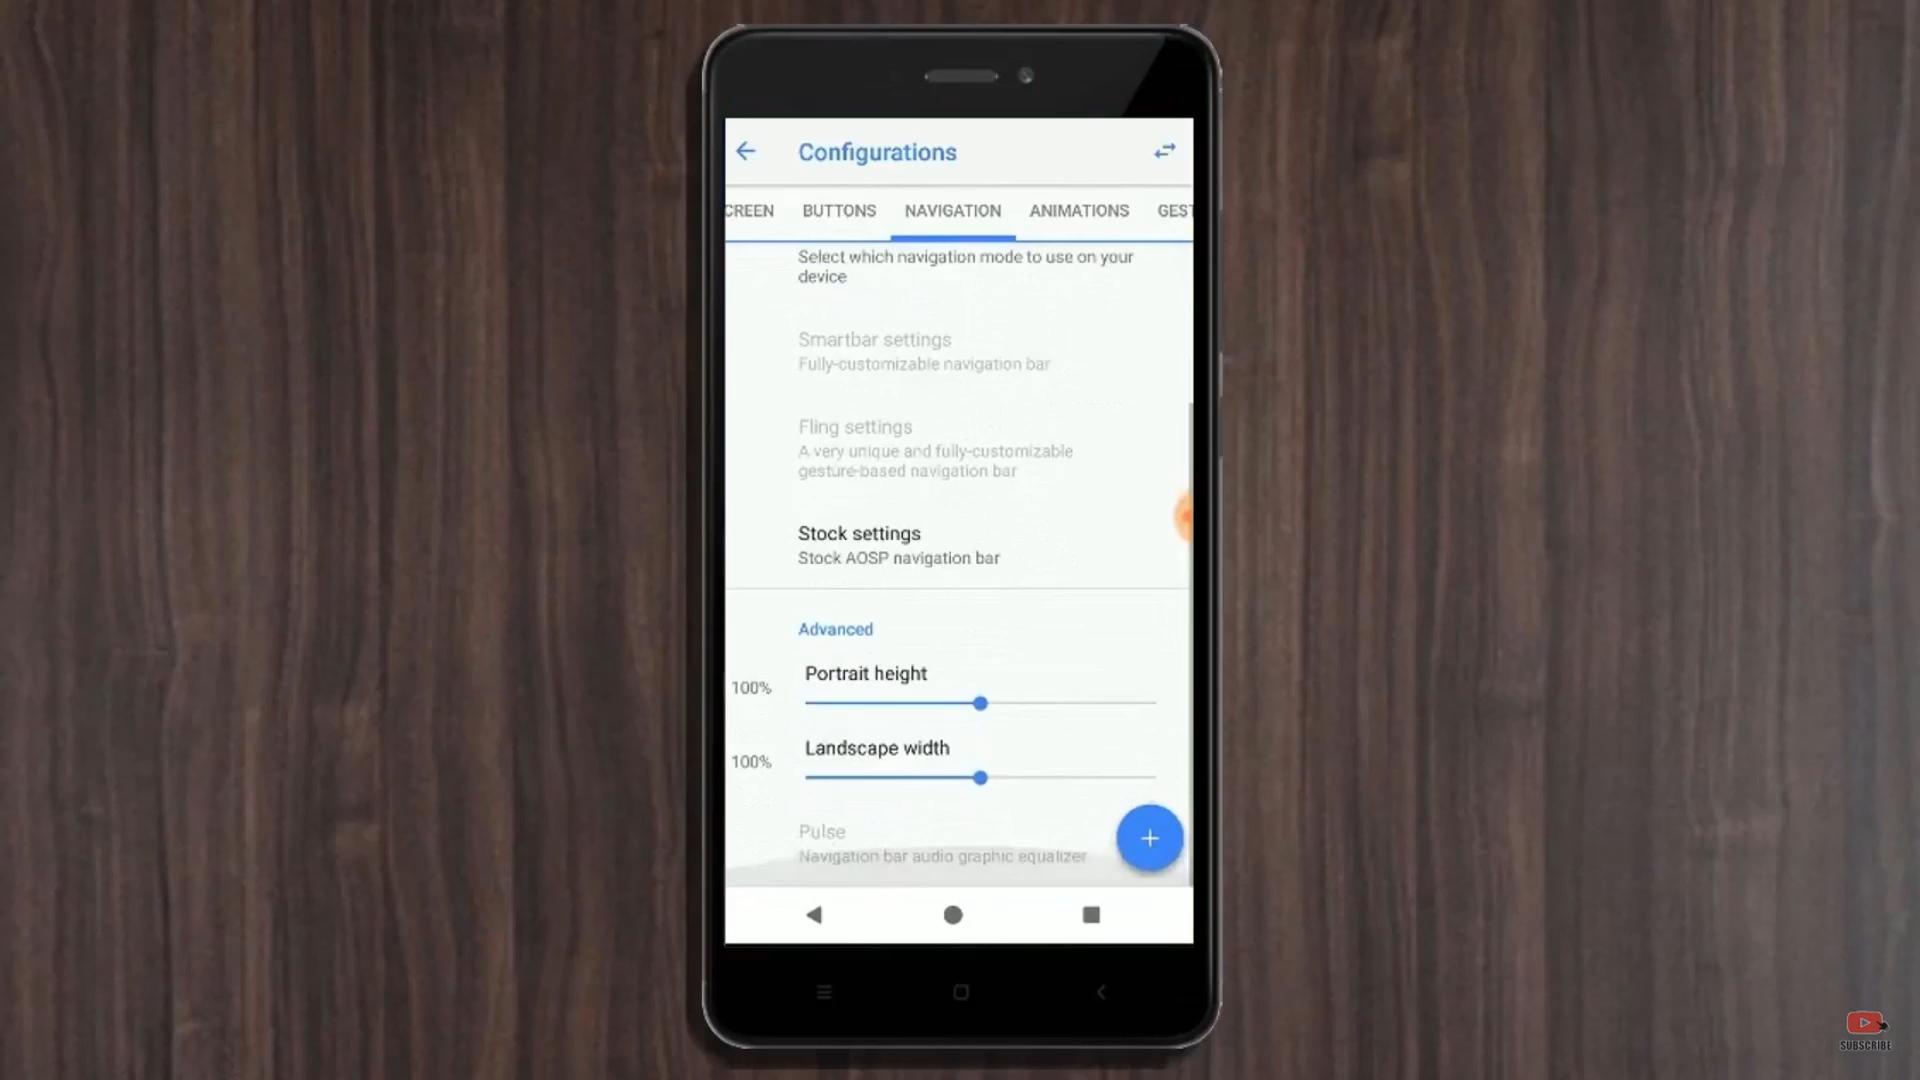 Configurations
CREEN BUTTONS NAVIGATION ANIMATIONS GEST
Select which navigation mode to use on your
device
Smartbar settings
Fully-customizable navigation bar
Fling settings
A very unique and fully-customizable
gesture-based navigation bar
Stock settings
Stock AOSP navigation bar
Advanced
Portrait height
100%
Landscape width
100%
Pulse
Navigation bar audio graphic equalizer
SUBSCRIBE